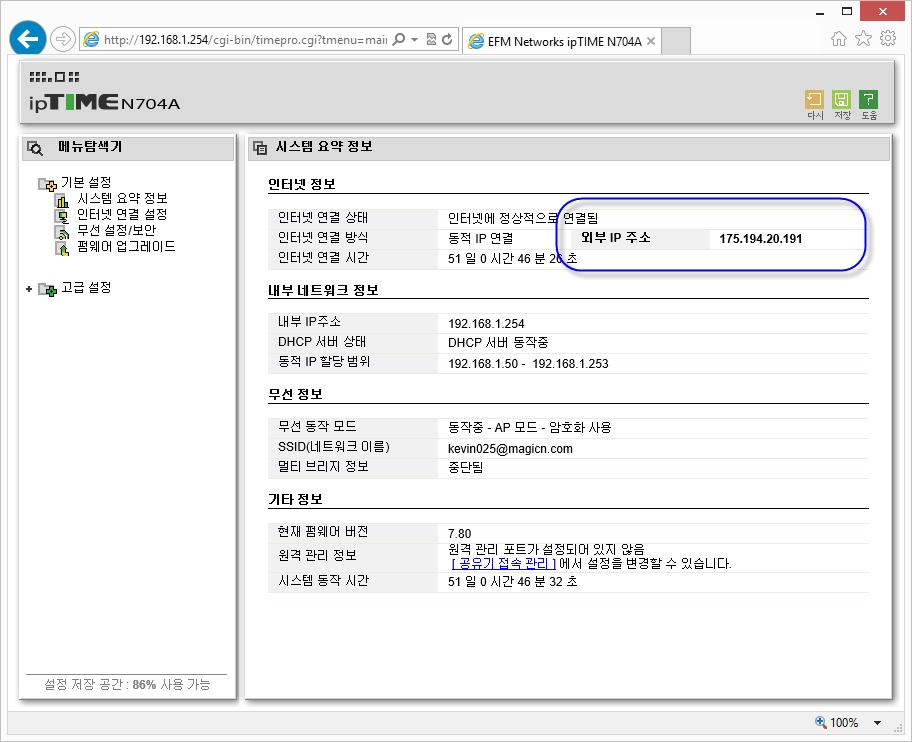 http://192.168.1.254/cgi-bin/timepro.cgi?tmenu=mai
EFM Networks ipTIME N704A
ipTIME N704A
다시 저장 도움
메뉴탐색기
기본 설정
시스템 요약 정보
인터넷 연결 설정
무선 설정/보안
펌웨어 업그레이드
고급 설정
설정 저장 공간 : 86% 사용 가능
시스템 요약 정보
인터넷 정보
인터넷 연결 상태 인터넷에 정상적으로 연결됨
인터넷 연결 방식 동적 IP 연결 외부 IP 주소 175.194.20.191
인터넷 연결 시간 51 일 0 시간 46 분 26 초
내부 네트워크 정보
내부 IP주소 192.168.1.254
DHCP 서버 상태 DHCP 서버 동작중
동적 IP 할당 범위 192.168.1.50 - 192.168.1.253
무선 정보
무선 동작 모드 동작중 - AP 모드 - 암호화 사용
SSID(네트워크 이름) kevin025@magicn.com
멀티 브리지 정보 중단됨
기타 정보
현재 펌웨어 버전 7.80
원격 관리 정보 원격 관리 포트가 설정되어 있지 않음
[ 공유기 접속 관리 ]에서 설정을 변경할 수 있습니다.
시스템 동작 시간 51 일 0 시간 46 분 32 초
100%